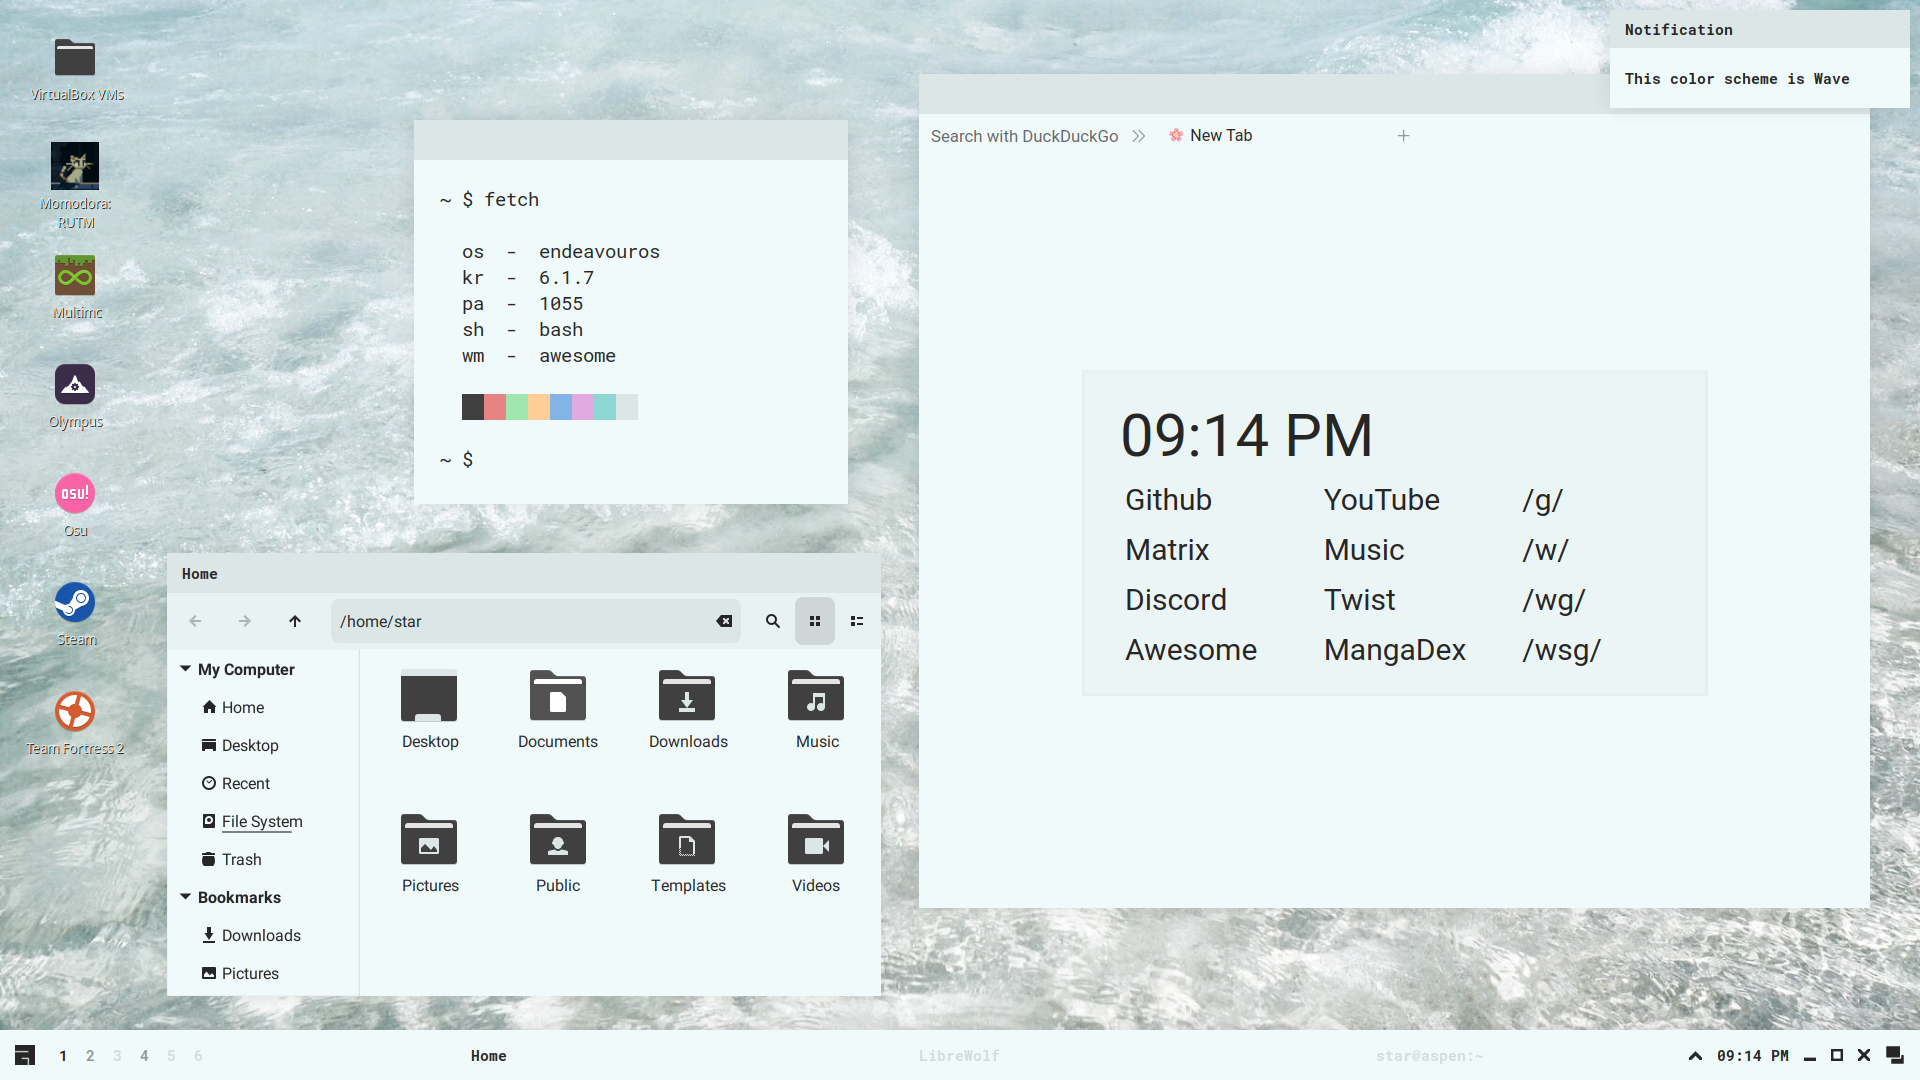 VirtualBox VMs
Momodora:
RUTM
Multimc
Olympus
osu!
Osu
Steam
Team Fortress 2
~ $ fetch
os - endeavouros
kr - 6.1.7
pa - 1055
sh - bash
wm - awesome
~ $
Home
/home/star
My Computer
Home
Desktop
Recent
File System
Trash
Bookmarks
Downloads
Pictures
Desktop Documents Downloads Music
Pictures Public Templates Videos
Notification
This color scheme is Wave
Search with DuckDuckGo New Tab
09:14 PM
Github YouTube /g/
Matrix Music /w/
Discord Twist /wg/
Awesome MangaDex /wsg/
1 2 3 4 5 6 Home LibreWolf star@aspen:~ 09:14 PM